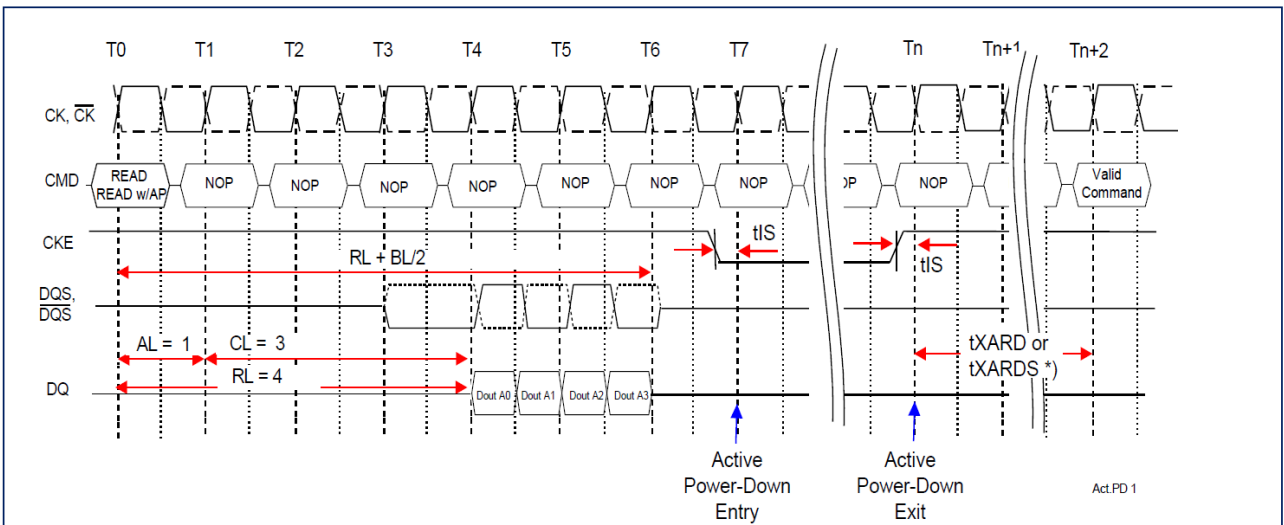 T0 T1 T2 T3 T4 T5 T6 T7 Tn Tn+1 Tn+2
CK, CK
CMD READ NOP NOP NOP NOP NOP NOP NOP OP NOP Valid
READ w/AP Command
CKE tIS
RL + BL/2 tIS
DQS,
DQS
AL = 1 CL = 3 tXARD or
RL = 4 tXARDS *)
DQ Dout A0 Dout A1 Dout A2 Dout A3
Active Active
Power-Down Power-Down Act.PD 1
Entry Exit